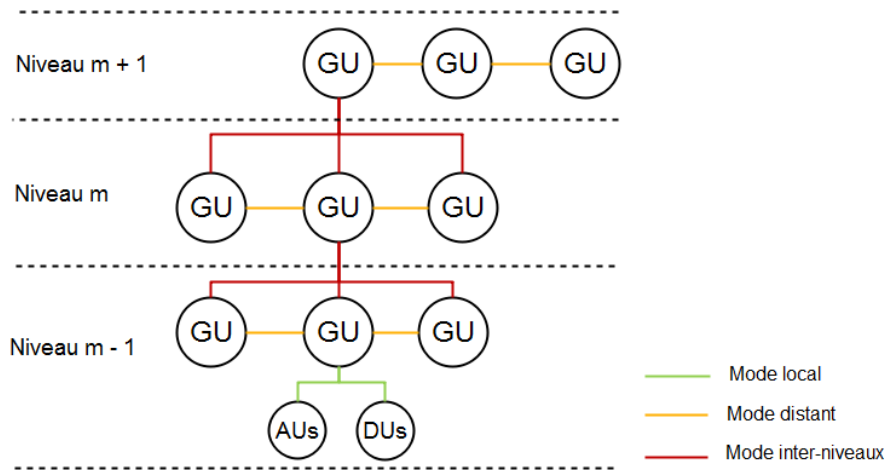 Niveau m + 1
GU GU GU
Niveau m
GU GU GU
GU GU GU
Niveau m - 1
AUs DUs
Mode local
Mode distant
Mode inter-niveaux